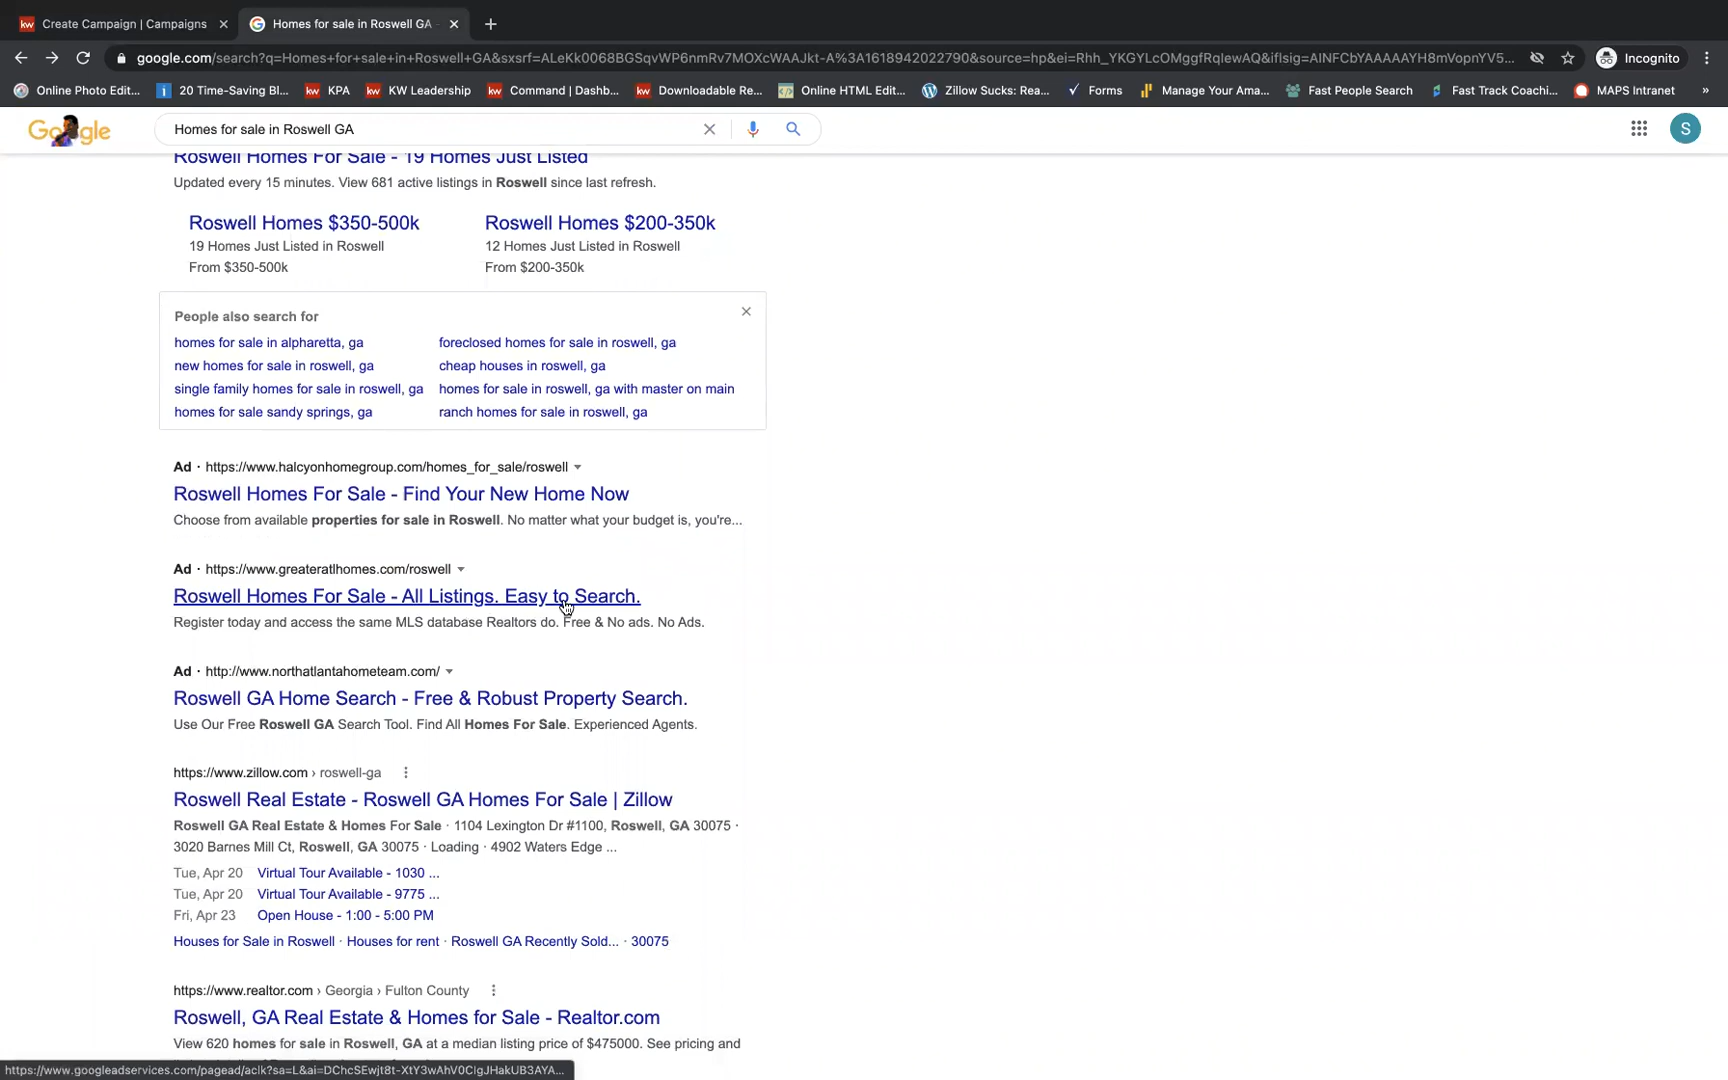 Create Campaign | Campaigns
Homes for sale in Roswell GA -
google.com/search?q=Homes+for+sale+in+Roswell+GA&sxsrf=ALeKk0068BGSqvWP6nmRv7MOXcWAAJkt-A%3A1618942022790&source=hp&ei=Rhh_YKGYLcOMggfRqIewAQ&iflsig=AINFCbYAAAAAYH8mVopnYV5...
Incognito
Online Photo Edit...
20 Time-Saving Bl...
KPA
KW Leadership
Command | Dashb...
Downloadable Re...
Online HTML Edit...
Zillow Sucks: Rea...
Forms
Manage Your Ama...
Fast People Search
Fast Track Coachi...
MAPS Intranet
»
Google
Homes for sale in Roswell GA
S
Roswell Homes For Sale - 19 Homes Just Listed
Updated every 15 minutes. View 681 active listings in Roswell since last refresh.
Roswell Homes $350-500k
Roswell Homes $200-350k
19 Homes Just Listed in Roswell
12 Homes Just Listed in Roswell
From $350-500k
From $200-350k
People also search for
homes for sale in alpharetta, ga
foreclosed homes for sale in roswell, ga
new homes for sale in roswell, ga
cheap houses in roswell, ga
single family homes for sale in roswell, ga
homes for sale in roswell, ga with master on main
homes for sale sandy springs, ga
ranch homes for sale in roswell, ga
Ad · https://www.halcyonhomegroup.com/homes_for_sale/roswell
Roswell Homes For Sale - Find Your New Home Now
Choose from available properties for sale in Roswell. No matter what your budget is, you're...
Ad · https://www.greateratlhomes.com/roswell
Roswell Homes For Sale - All Listings. Easy to Search.
Register today and access the same MLS database Realtors do. Free & No ads. No Ads.
Ad · http://www.northatlantahometeam.com/
Roswell GA Home Search - Free & Robust Property Search.
Use Our Free Roswell GA Search Tool. Find All Homes For Sale. Experienced Agents.
https://www.zillow.com › roswell-ga
Roswell Real Estate - Roswell GA Homes For Sale | Zillow
Roswell GA Real Estate & Homes For Sale · 1104 Lexington Dr #1100, Roswell, GA 30075 ·
3020 Barnes Mill Ct, Roswell, GA 30075 · Loading · 4902 Waters Edge ...
Tue, Apr 20 Virtual Tour Available - 1030 ...
Tue, Apr 20 Virtual Tour Available - 9775 ...
Fri, Apr 23 Open House - 1:00 - 5:00 PM
Houses for Sale in Roswell · Houses for rent · Roswell GA Recently Sold... · 30075
https://www.realtor.com › Georgia › Fulton County
Roswell, GA Real Estate & Homes for Sale - Realtor.com
View 620 homes for sale in Roswell, GA at a median listing price of $475000. See pricing and
https://www.googleadservices.com/pagead/aclk?sa=L&ai=DChcSEwjt8t-XtY3wAhV0ClgJHakUB3AYA...